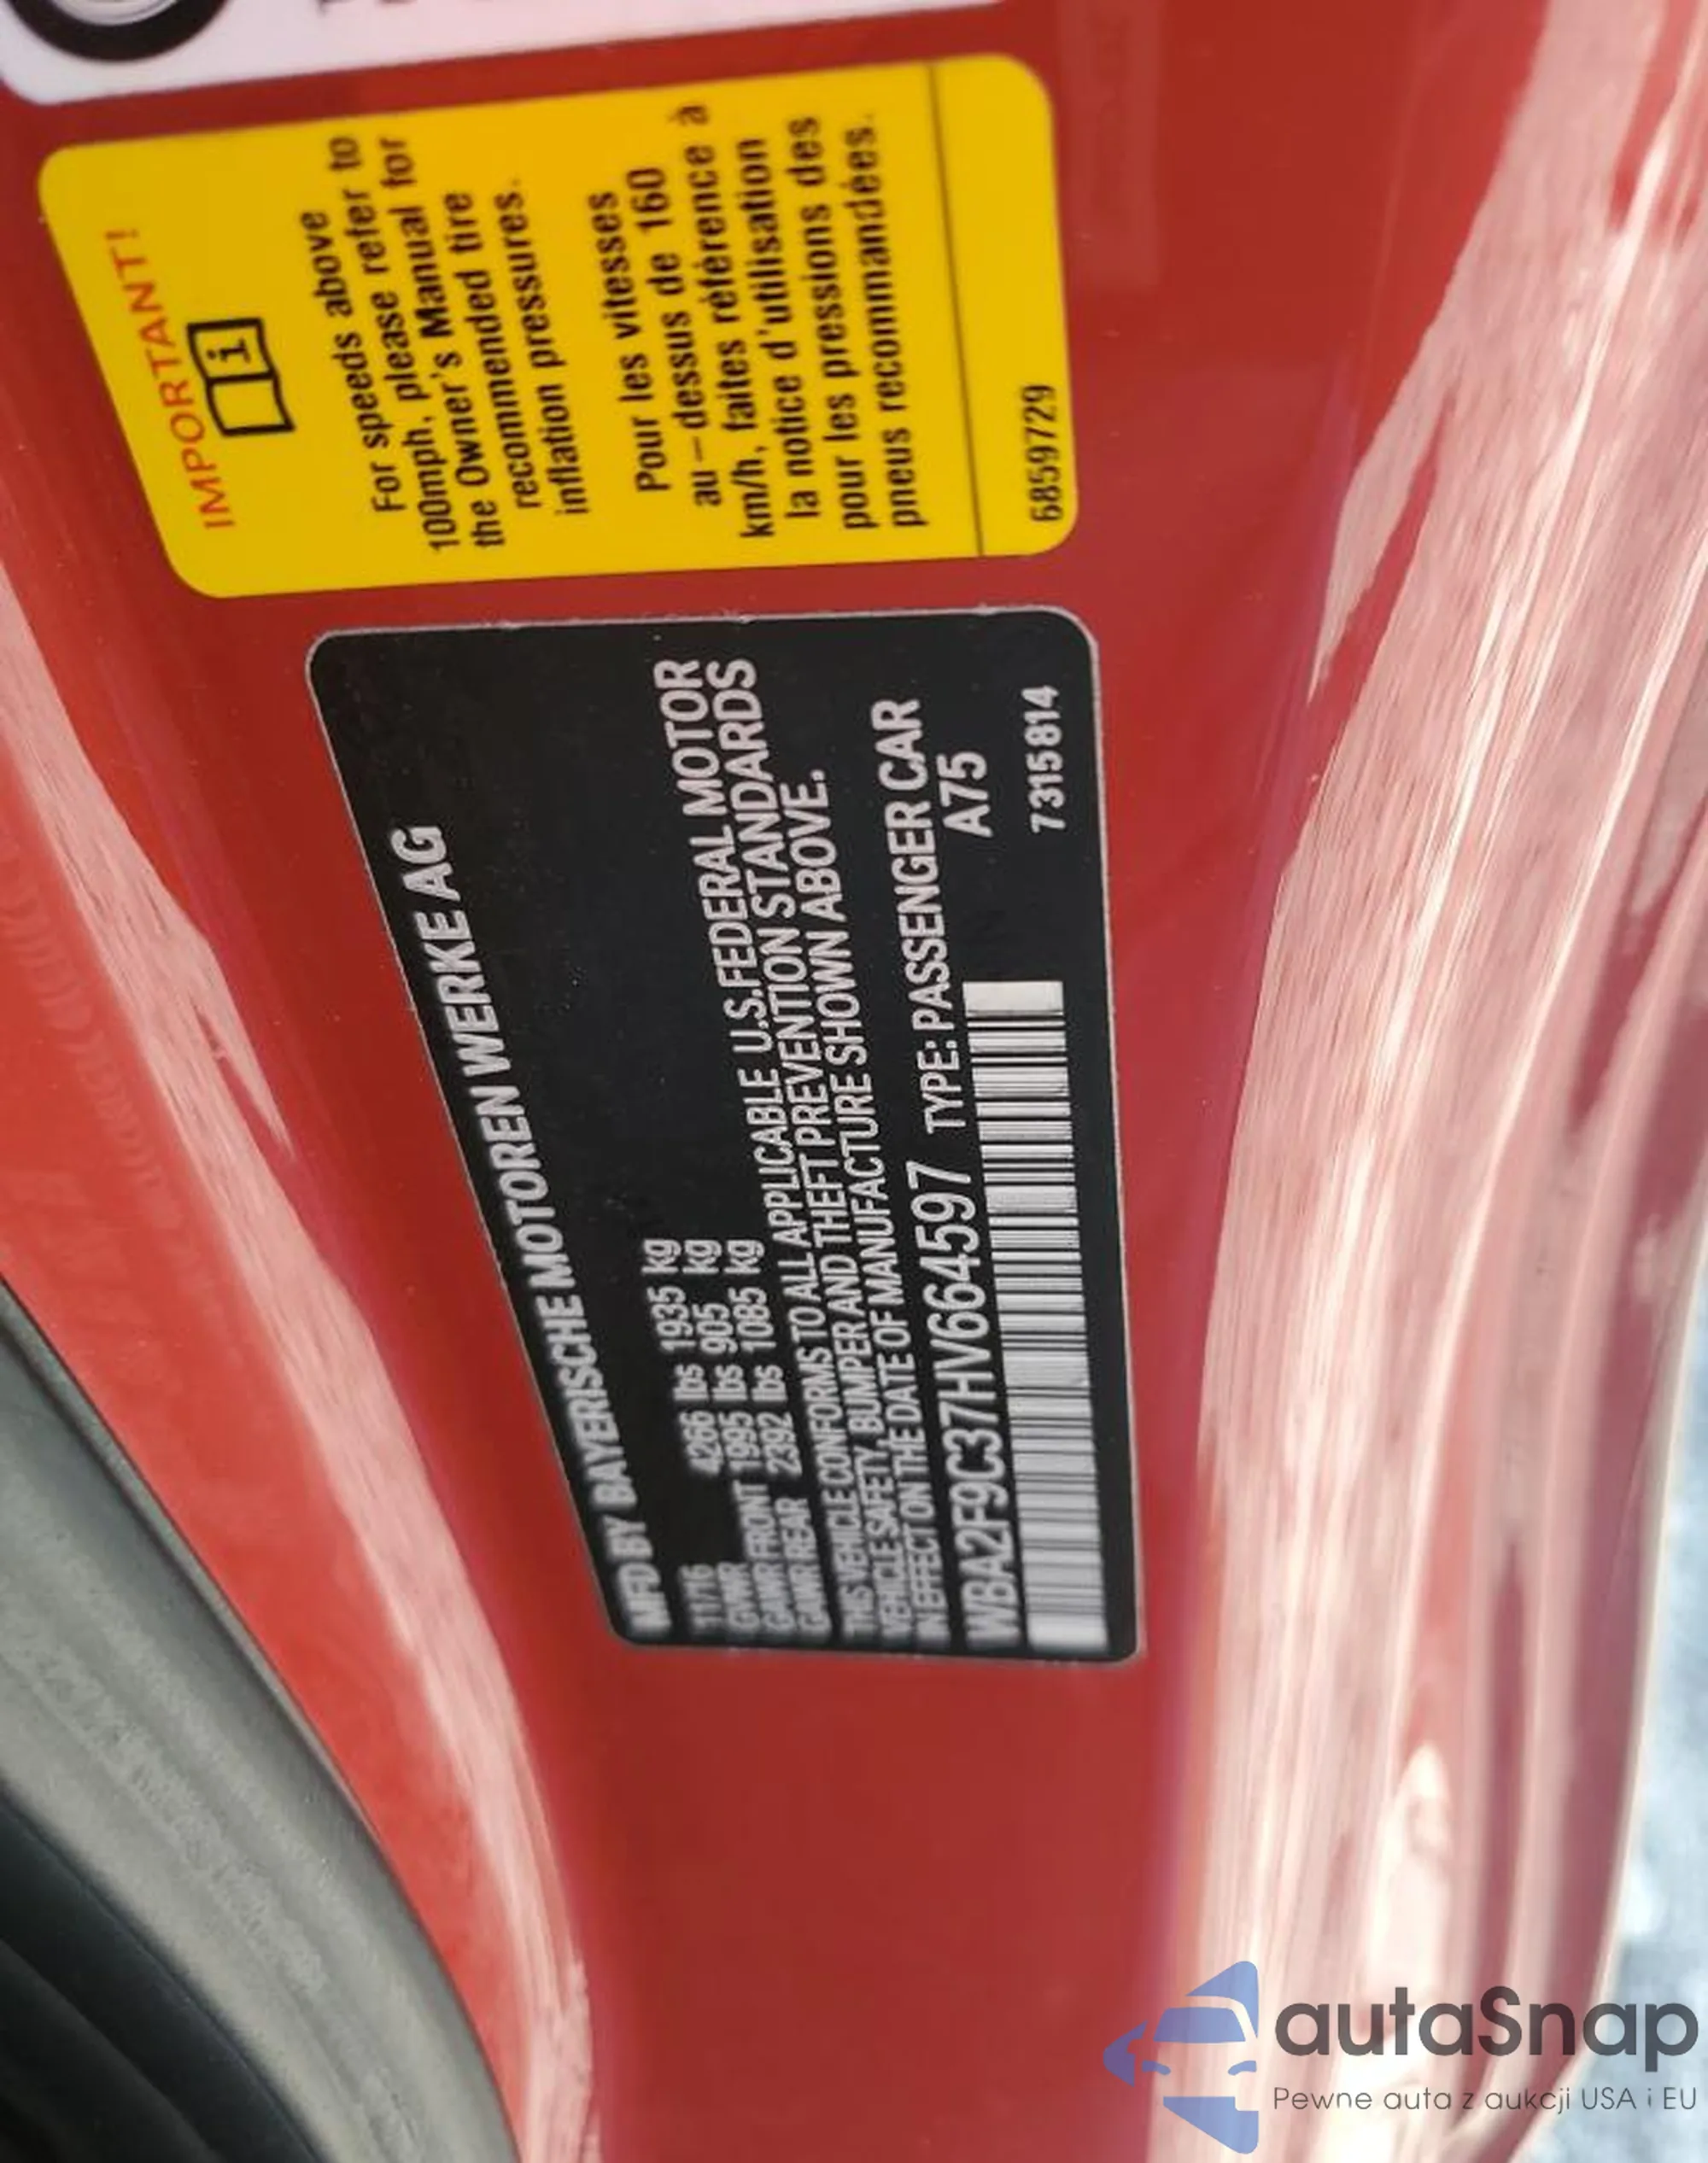 IMPORTANT!
i
For speeds above
100mph, please refer to
the Owner's Manual for
the recommended tire
inflation pressures.
Pour les vitesses
au-dessus de 160
km/h, faites référence à
la notice d'utilisation
pour les pressions des
pneus recommandées.
6859729
MFD BY BAYERISCHE MOTOREN WERKE AG
11/16
GVWR 4266 lbs 1935 kg
GAWR FRONT 1995 lbs 905 kg
GAWR REAR 2392 lbs 1085 kg
THIS VEHICLE CONFORMS TO ALL APPLICABLE U.S.FEDERAL MOTOR
VEHICLE SAFETY, BUMPER AND THEFT PREVENTION STANDARDS
IN EFFECT ON THE DATE OF MANUFACTURE SHOWN ABOVE.
WBA2F9C37HV664597 TYPE: PASSENGER CAR
A75
7315814
autaSnap
Pewne auta z aukcji USA i EU